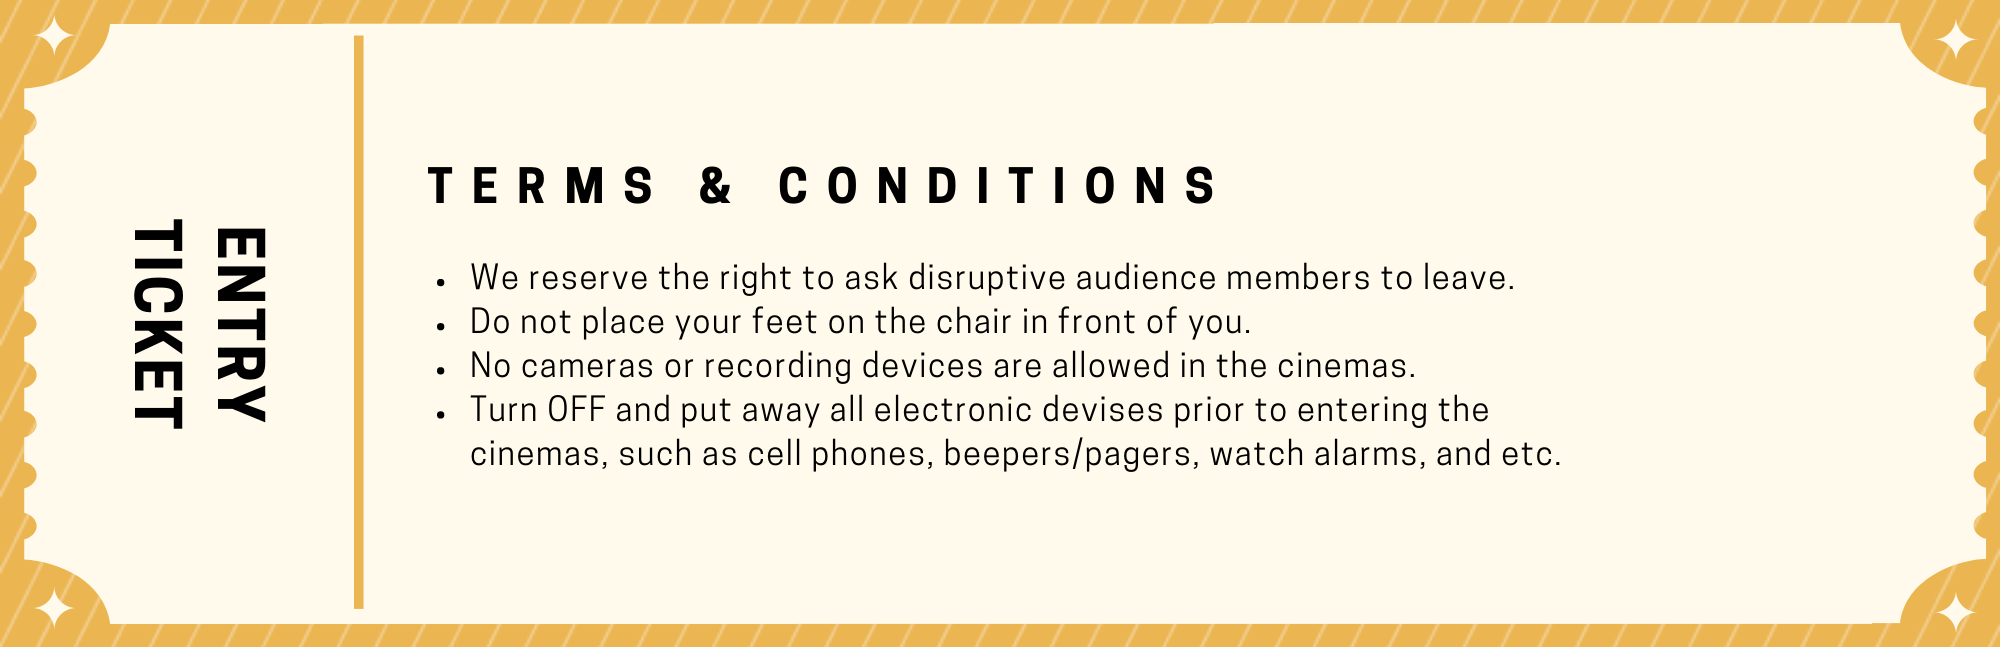 ENTRY
TICKET
TERMS & CONDITIONS
• We reserve the right to ask disruptive audience members to leave.
• Do not place your feet on the chair in front of you.
• No cameras or recording devices are allowed in the cinemas.
• Turn OFF and put away all electronic devises prior to entering the
cinemas, such as cell phones, beepers/pagers, watch alarms, and etc.